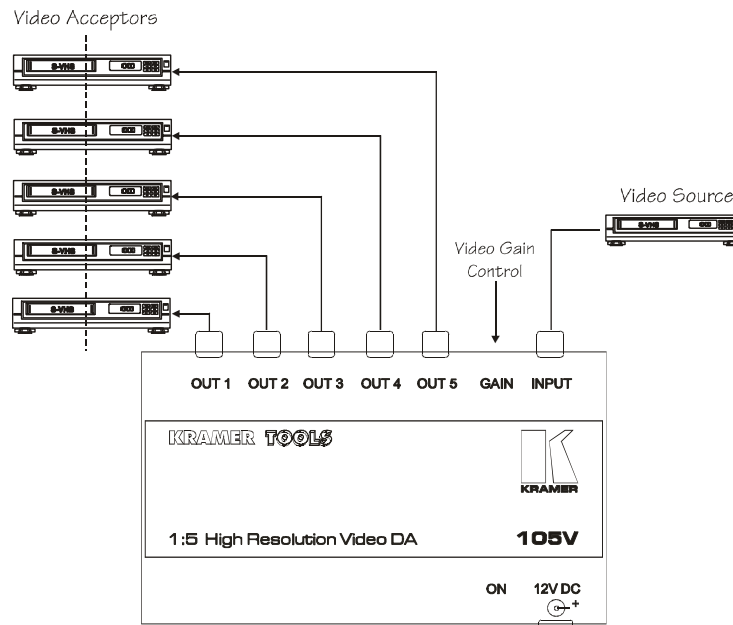 Video Acceptors
S-VHS
S-VHS
S-VHS
S-VHS
S-VHS
Video Source
S-VHS
Video Gain
Control
OUT 1 OUT 2 OUT 3 OUT 4 OUT 5 GAIN INPUT
KRAMER TOOLS
K
KRAMER
1:5 High Resolution Video DA
105V
ON 12V DC
+